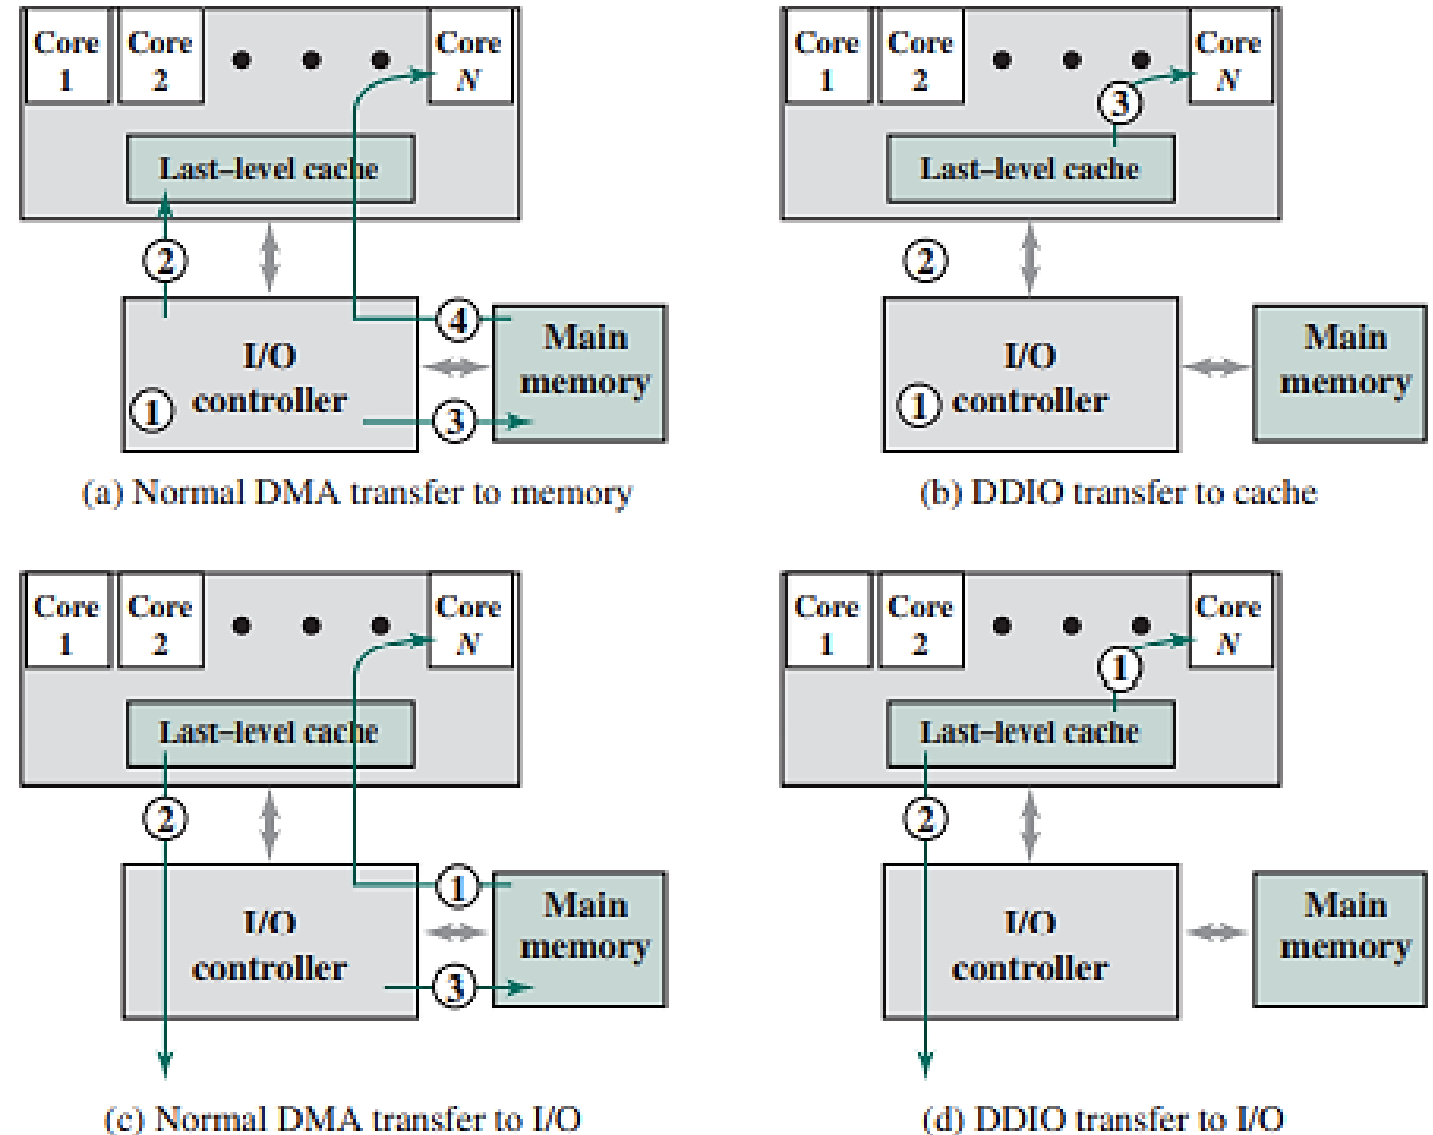 Core
1
Core
2
Core
N
Last–level cache
2
4
I/O
controller
1
3
Main
memory
(a) Normal DMA transfer to memory
Core
1
Core
2
Core
N
3
Last–level cache
2
I/O
controller
1
Main
memory
(b) DDIO transfer to cache
Core
1
Core
2
Core
N
Last–level cache
2
1
I/O
controller
3
Main
memory
(c) Normal DMA transfer to I/O
Core
1
Core
2
Core
N
1
Last–level cache
2
I/O
controller
Main
memory
(d) DDIO transfer to I/O